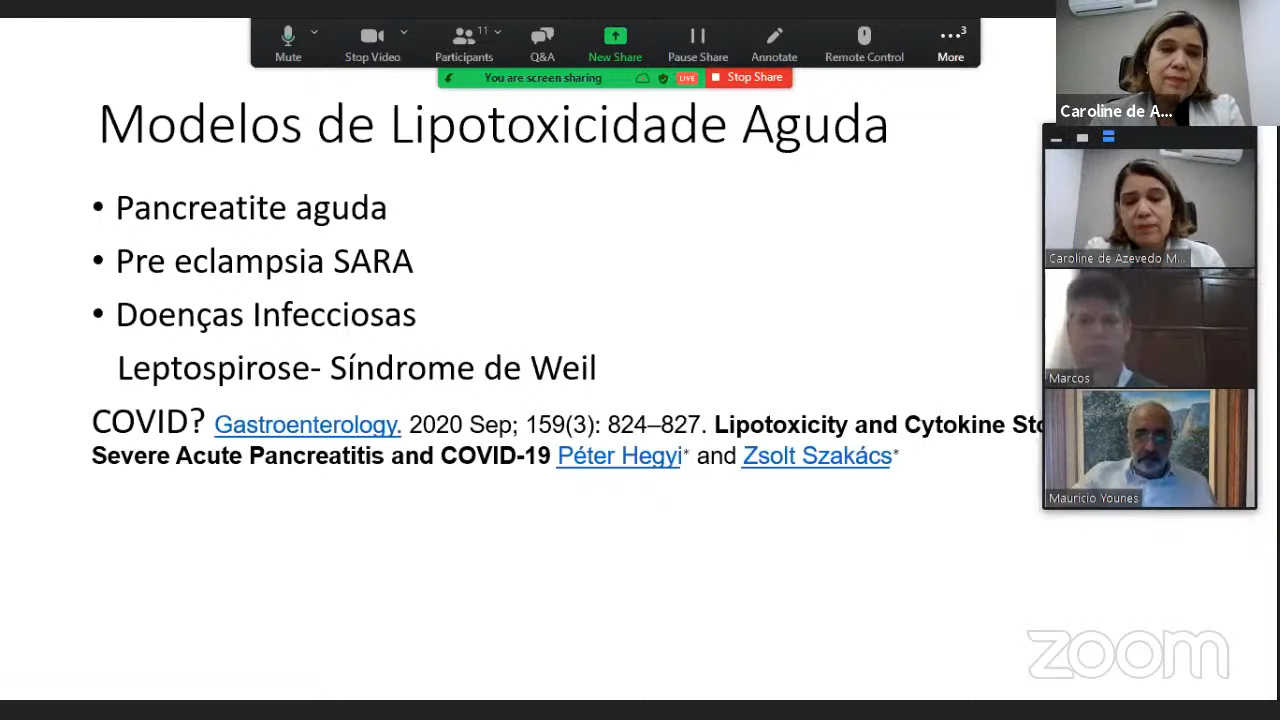 Mute
Stop Video
11
Participants
Q&A
New Share
Pause Share
Annotate
Remote Control
3
More
You are screen sharing
LIVE
Stop Share
Caroline de A...
Modelos de Lipotoxicidade Aguda
• Pancreatite aguda
• Pre eclampsia SARA
• Doenças Infecciosas
Leptospirose- Síndrome de Weil
COVID? Gastroenterology. 2020 Sep; 159(3): 824–827. Lipotoxicity and Cytokine
Severe Acute Pancreatitis and COVID-19 Péter Hegyi* and Zsolt Szakács*
Caroline de Azevedo M...
Marcos
Mauricio Younes
zoom